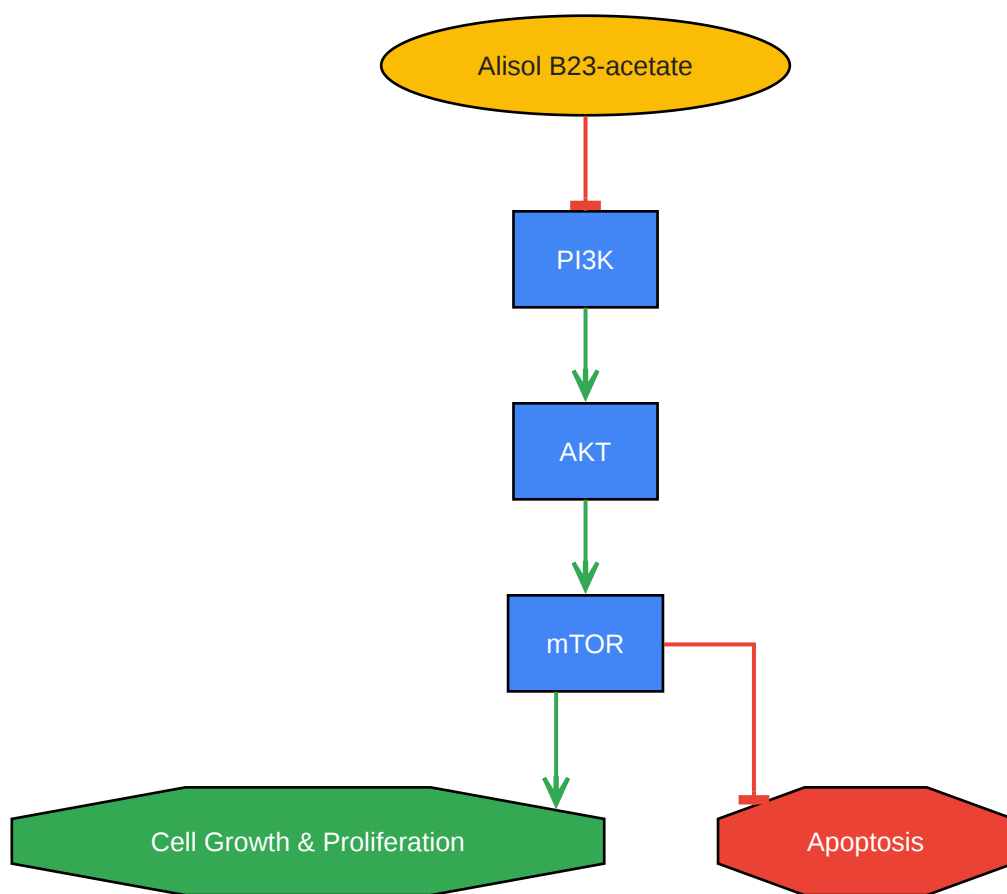 Alisol B23-acetate
PI3K
AKT
mTOR
Cell Growth & Proliferation
Apoptosis